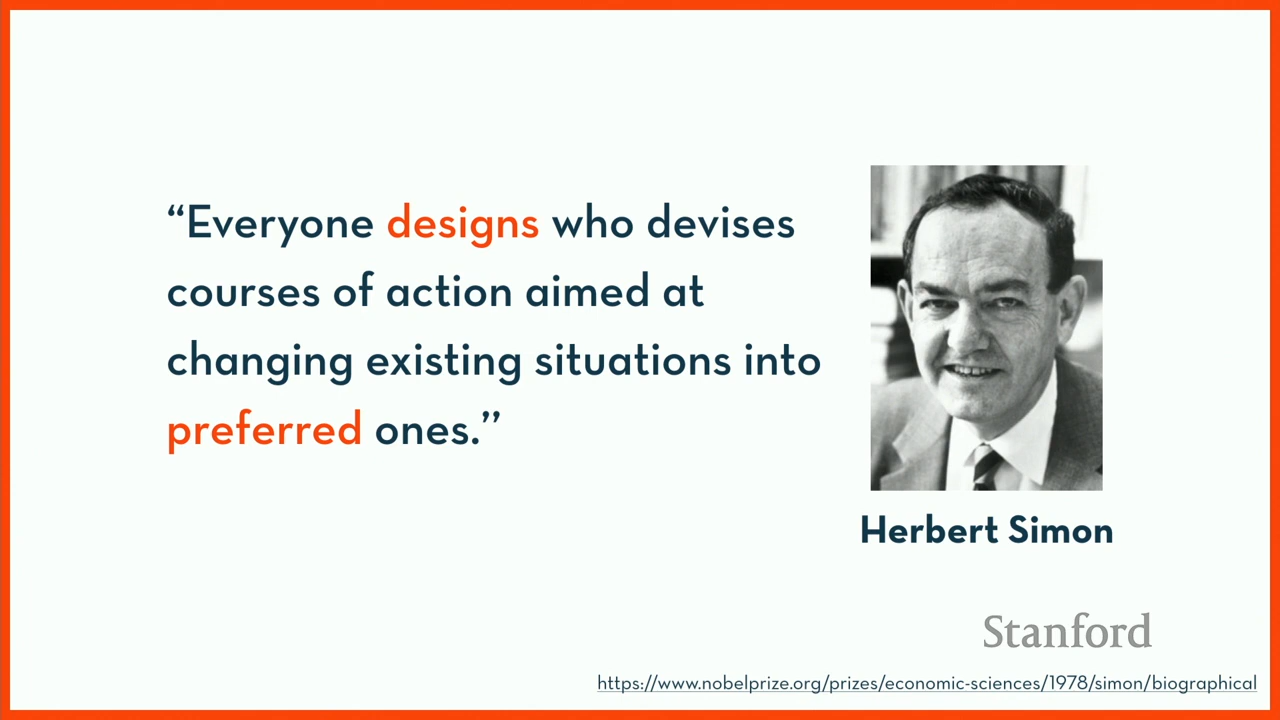 “Everyone designs who devises
courses of action aimed at
changing existing situations into
preferred ones.”
Herbert Simon
Stanford
https://www.nobelprize.org/prizes/economic-sciences/1978/simon/biographical